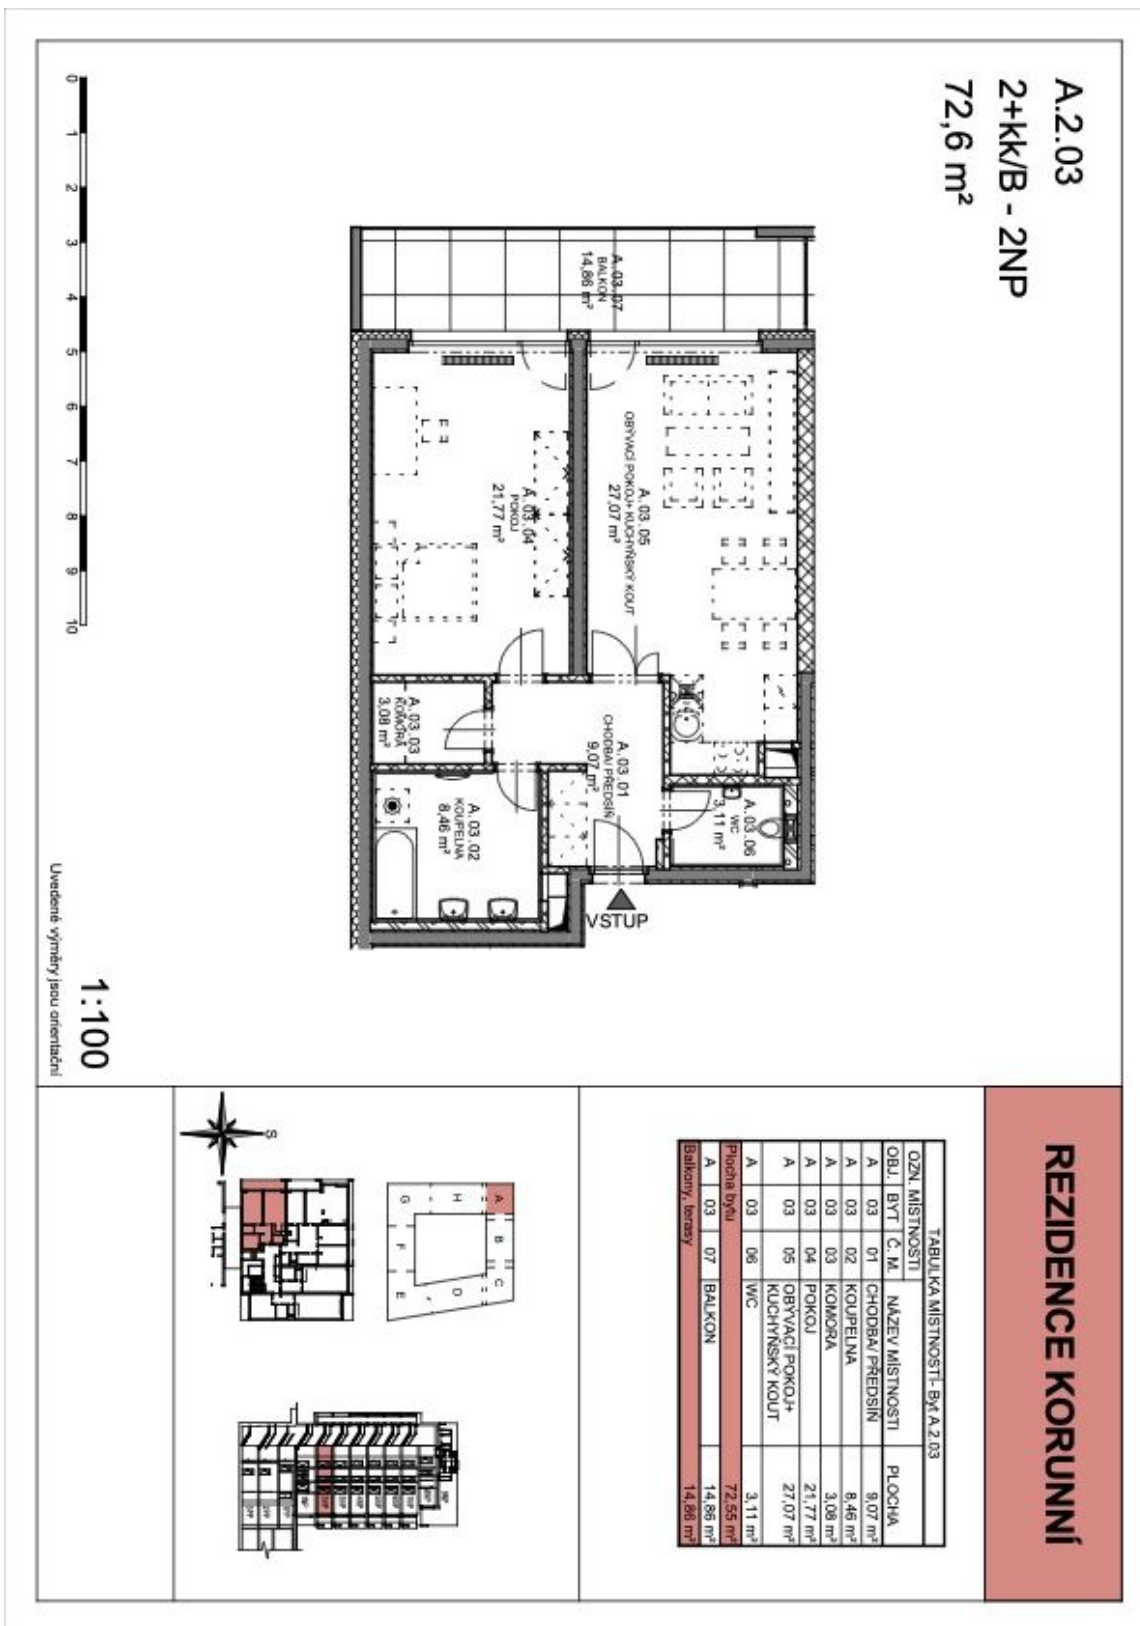 A.2.03
2+kk/B - 2NP
72,6 m²
A.03.07
BALKON
14,86 m²
A.03.05
OBÝVACÍ POKOJ+ KUCHYŇSKÝ KOUT
27,07 m²
A.03.04
POKOJ
21,77 m²
A.03.03
KOMORA
3,08 m²
A.03.01
CHODBA/ PŘEDSÍŇ
9,07 m²
A.03.06
WC
3,11 m²
A.03.02
KOUPELNA
8,46 m²
VSTUP
0 1 2 3 4 5 6 7 8 9 10
1:100
Uvedené výměry jsou orientační
REZIDENCE KORUNNÍ
TABULKA MÍSTNOSTÍ- Byt A.2.03
OZN. MÍSTNOSTI NÁZEV MÍSTNOSTI PLOCHA
OBJ. BYT Č. M.
A 03 01 CHODBA/ PŘEDSÍŇ 9,07 m²
A 03 02 KOUPELNA 8,46 m²
A 03 03 KOMORA 3,08 m²
A 03 04 POKOJ 21,77 m²
A 03 05 OBÝVACÍ POKOJ+
KUCHYŇSKÝ KOUT 27,07 m²
A 03 06 WC 3,11 m²
Plocha bytu 72,55 m²
A 03 07 BALKON 14,86 m²
Balkony, terasy 14,86 m²
A B C
H D
G F E
S